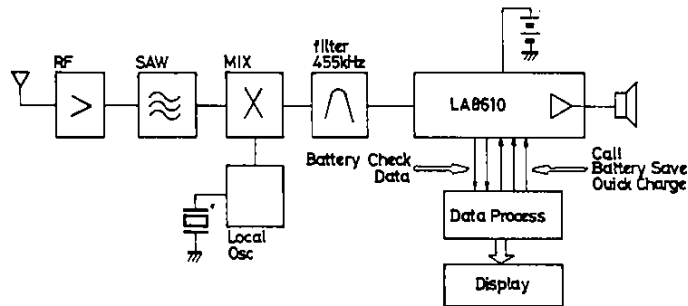 RF
SAW
MIX
filter
455kHz
LA8610
Battery Check
Data
Call
Battery Save
Quick Charge
Local
Osc
Data Process
Display